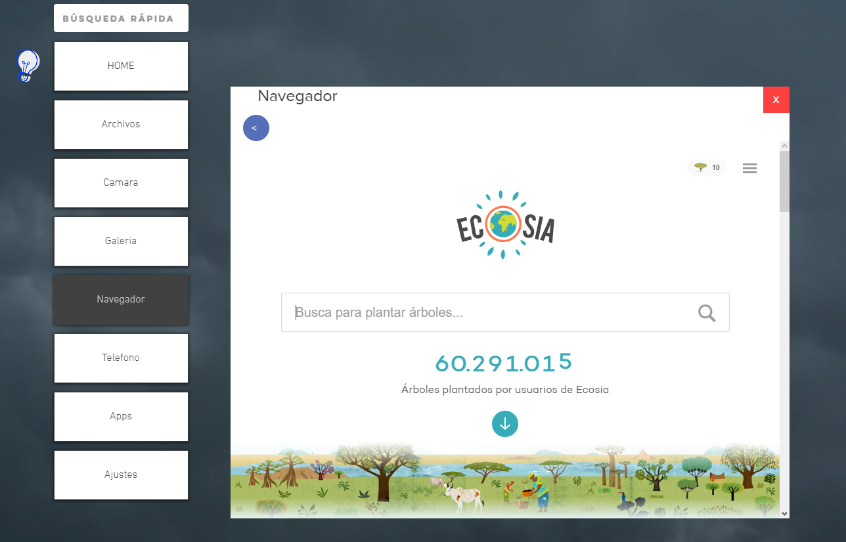 BÚSQUEDA RÁPIDA
HOME
Archivos
Camara
Galería
Navegador
Telefono
Apps
Ajustes
Navegador
X
<
10
ECOSIA
Busca para plantar árboles...
60.291.015
Árboles plantados por usuarios de Ecosia